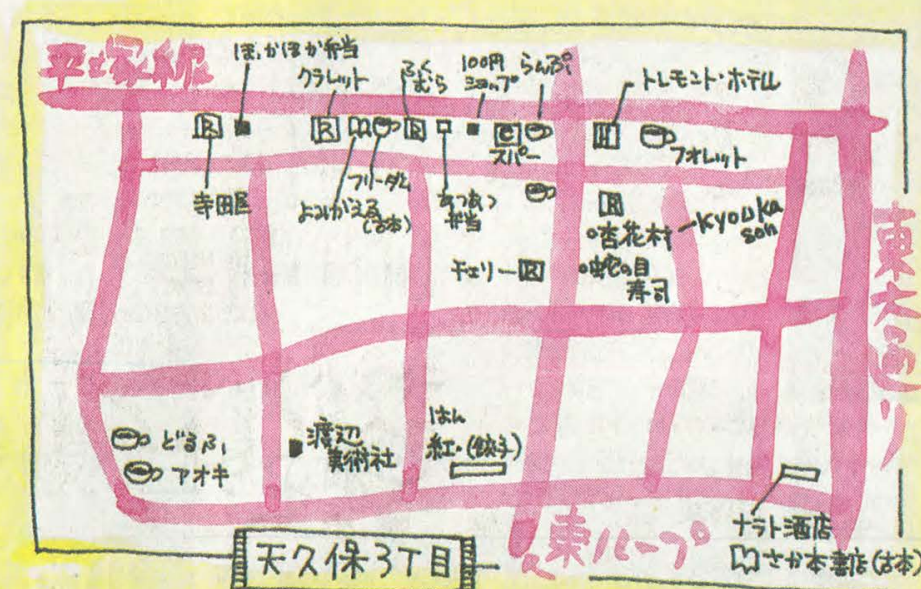 平塚線
ぽかぽか弁当
クラレット
ふく
むら
100円
ショップ
らんぷ
トレモント・ホテル
R
R
R
C
H
スパー
フォレット
寺田屋
よみがえる
(古本)
フリーダム
あつあつ
弁当
R
杏花村
kyouka
son
チェリー
R
蛇の目
寿司
東大通り
どるふぃ
アオキ
渡辺
美術社
はん
紅・(餃子)
ナラト酒店
さか本書店(古本)
天久保3丁目
東ループ